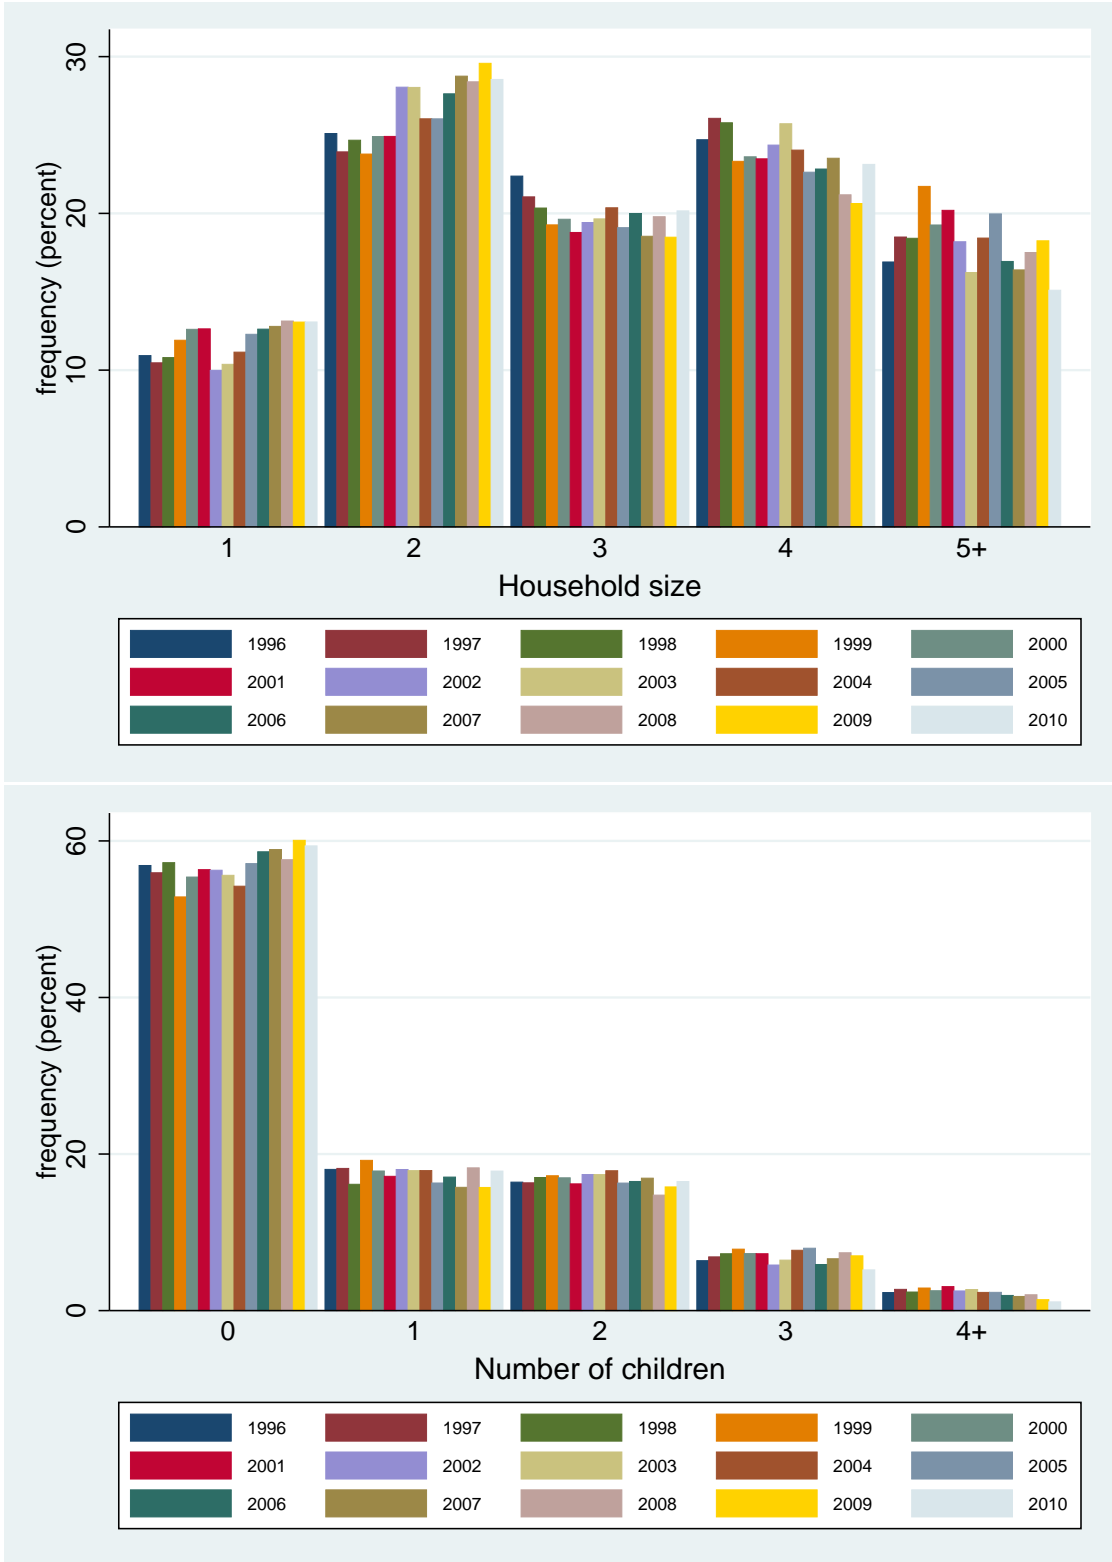 30
20
10
0
frequency (percent)
1 2 3 4 5+
Household size
1996 1997 1998 1999 2000
2001 2002 2003 2004 2005
2006 2007 2008 2009 2010
60
40
20
0
frequency (percent)
0 1 2 3 4+
Number of children
1996 1997 1998 1999 2000
2001 2002 2003 2004 2005
2006 2007 2008 2009 2010